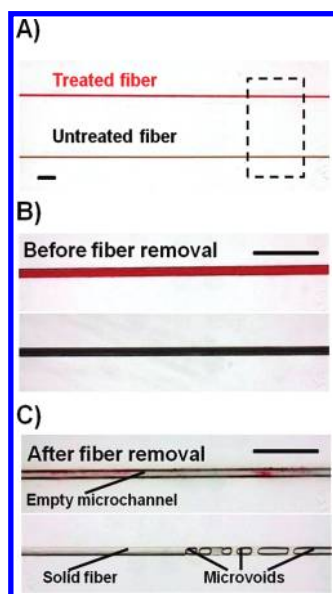 A)
Treated fiber
Untreated fiber
B)
Before fiber removal
C)
After fiber removal
Empty microchannel
Solid fiber
Microvoids